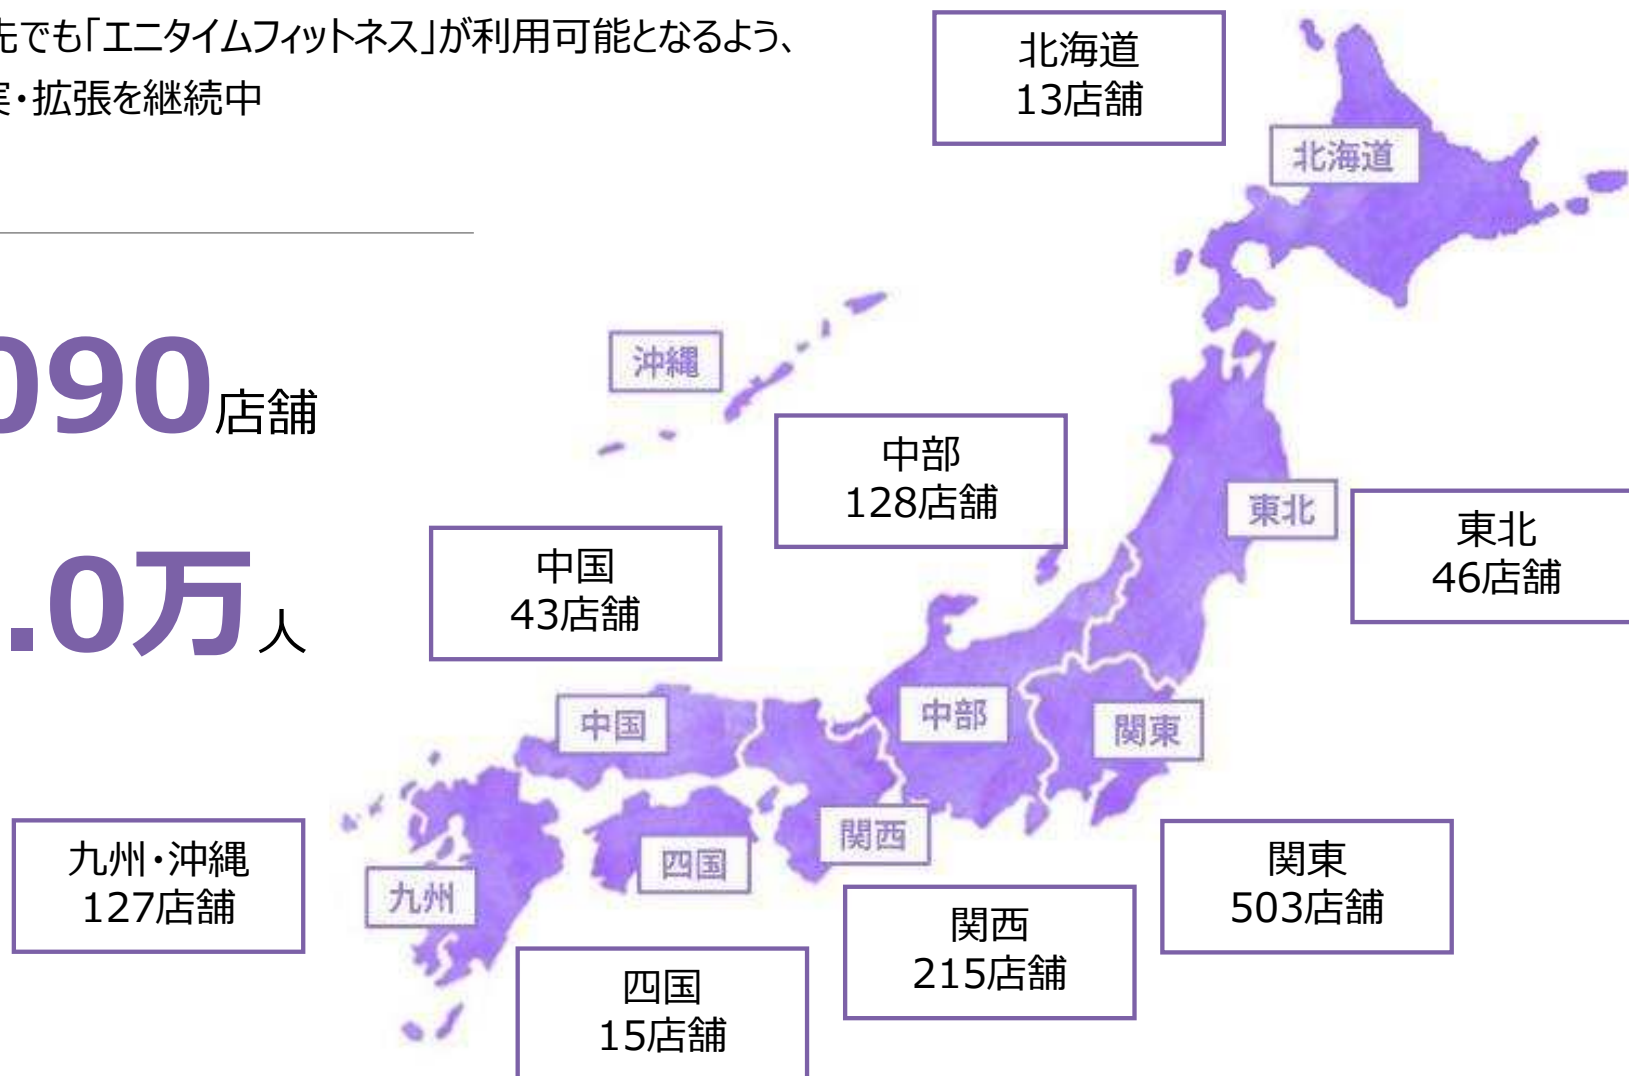 先でも「エニタイムフィットネス」が利用可能となるよう、
実・拡張を継続中
090店舗
.0万人
北海道
13店舗
北海道
沖縄
中部
128店舗
東北
東北
46店舗
中国
43店舗
中国
中部
関東
九州・沖縄
127店舗
九州
四国
関西
関東
503店舗
関西
215店舗
四国
15店舗